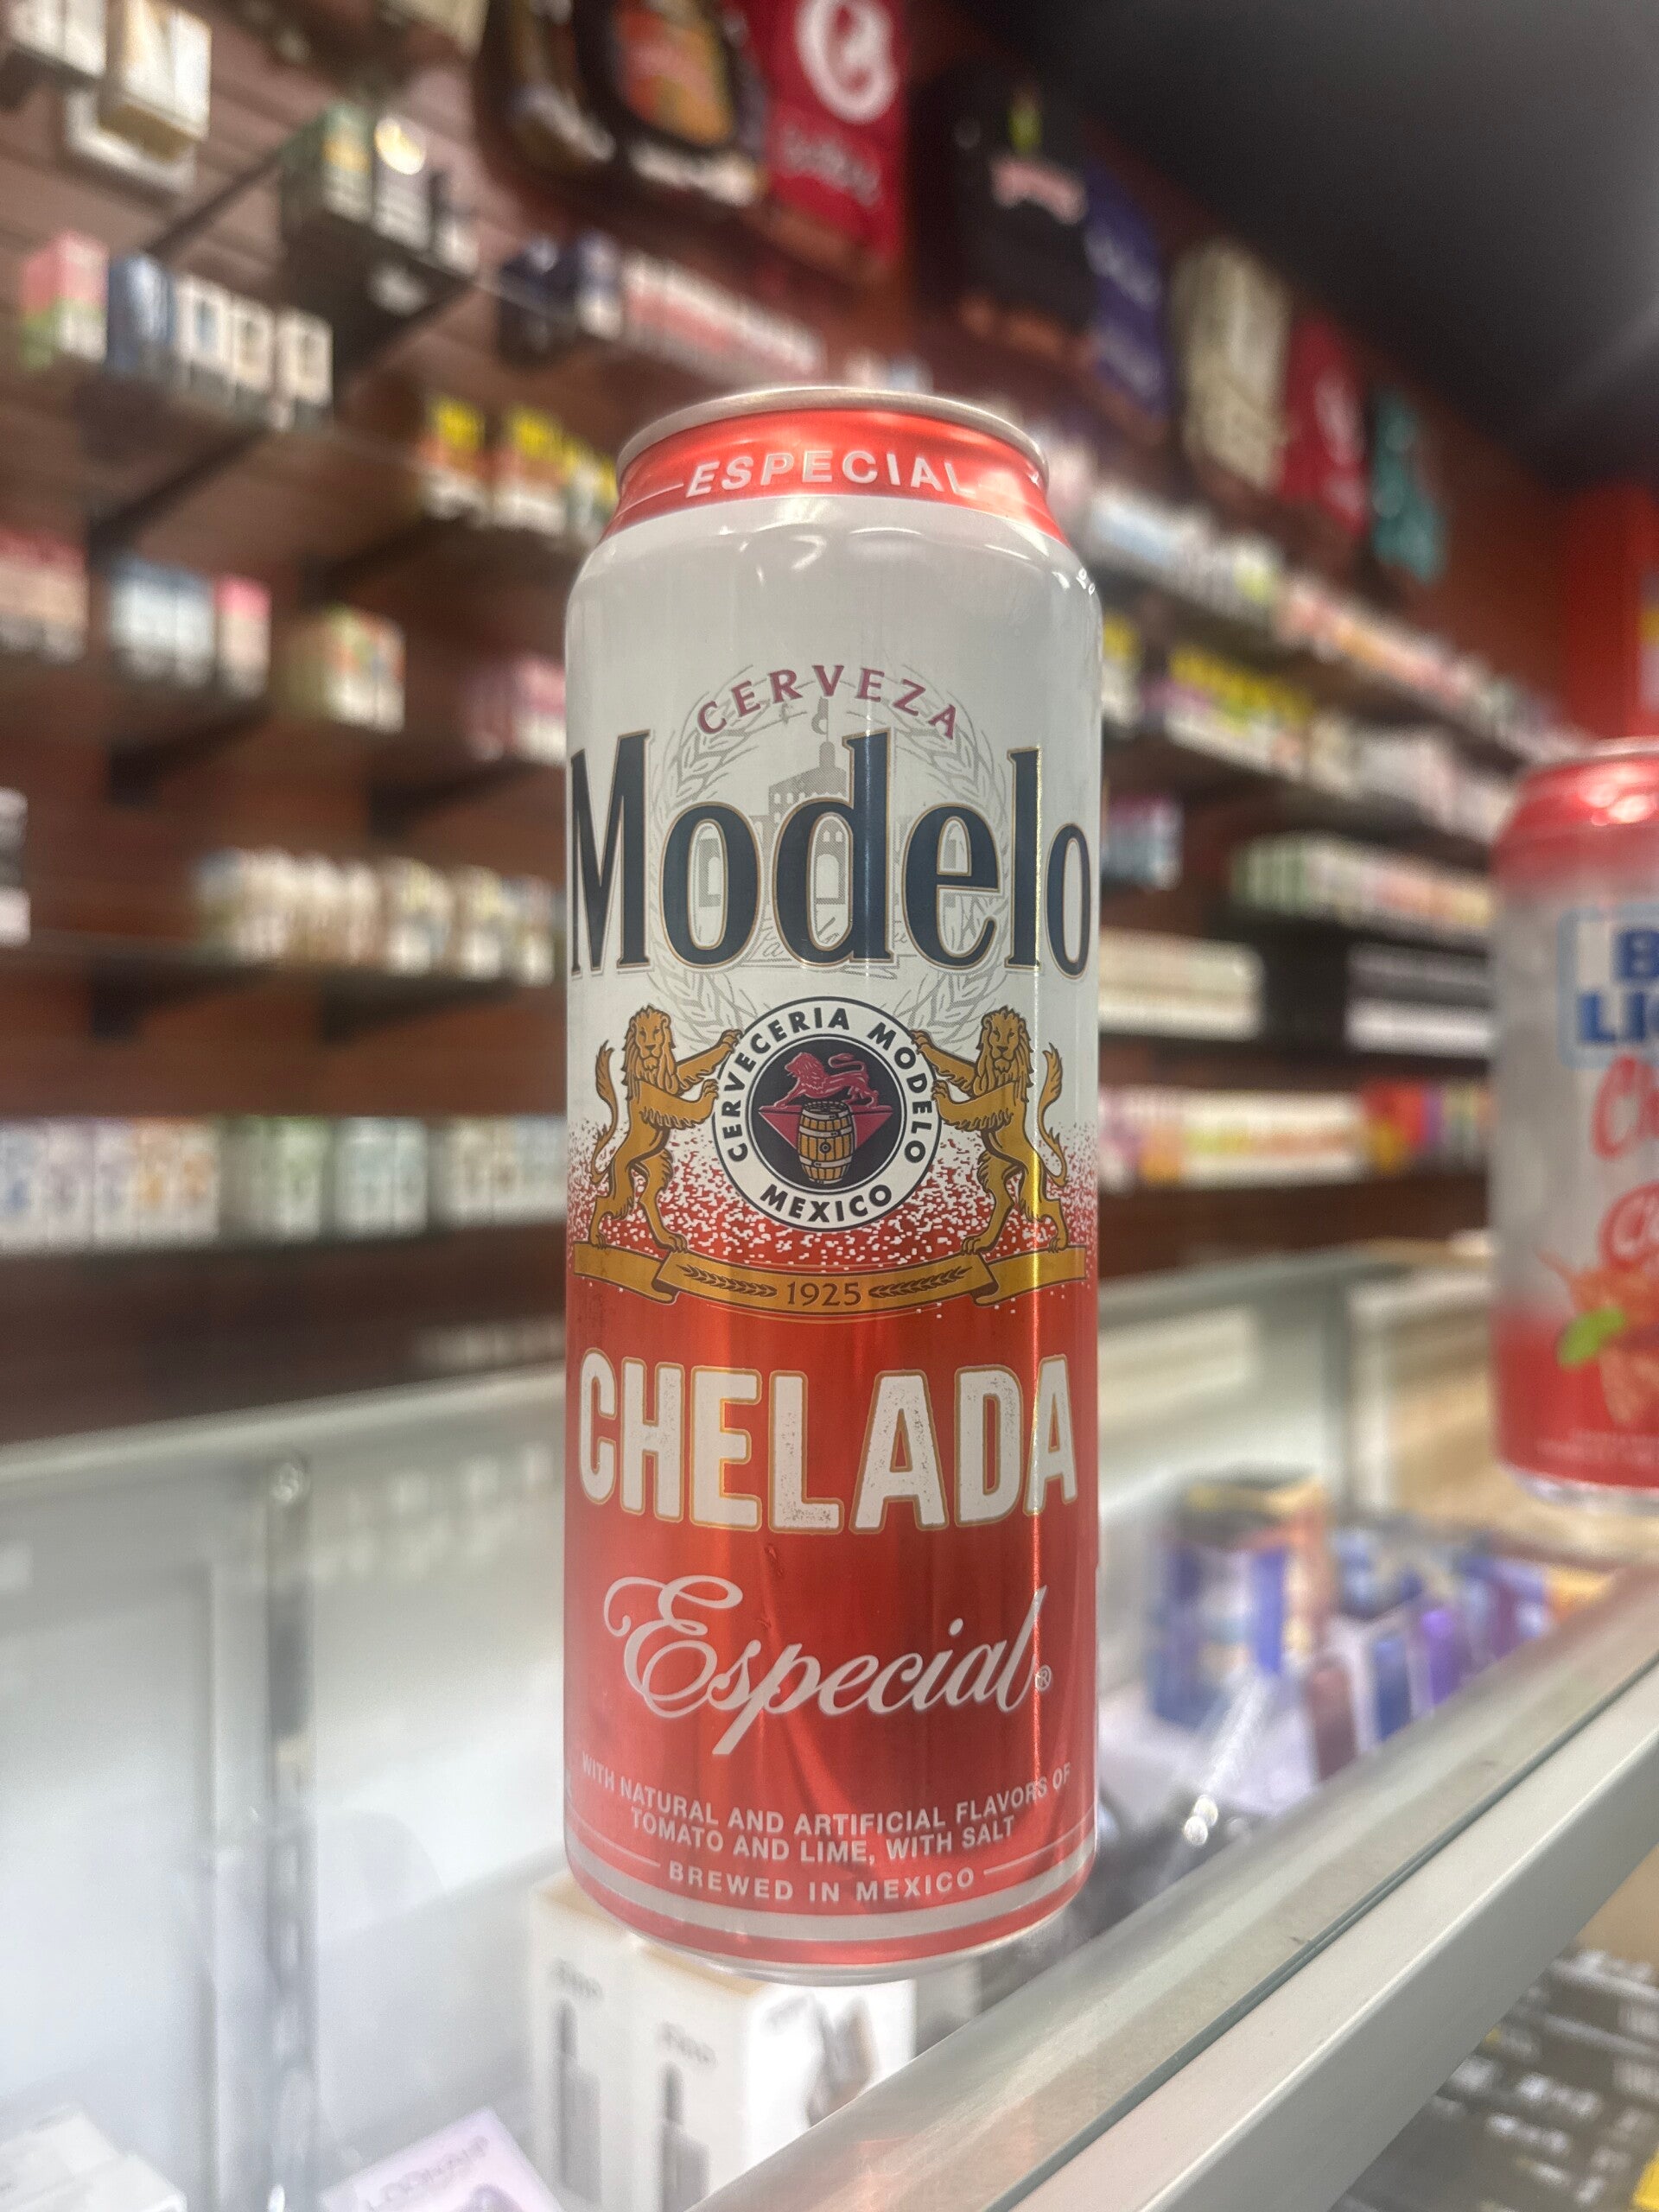 ESPECIAL
CERVEZA
Modelo
CERVECERIA MODELO
MEXICO
1925
CHELADA
Especial®
WITH NATURAL AND ARTIFICIAL FLAVORS OF
TOMATO AND LIME, WITH SALT
BREWED IN MEXICO